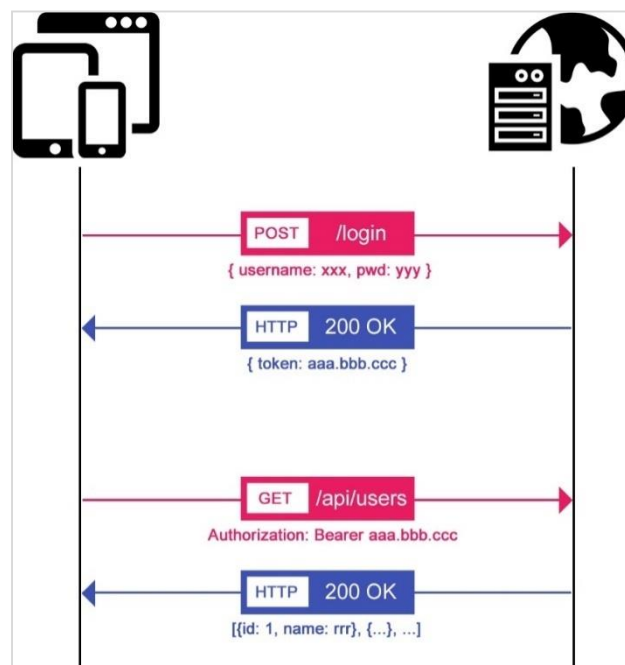 POST /login
{ username: xxx, pwd: yyy }
HTTP 200 OK
{ token: aaa.bbb.ccc }
GET /api/users
Authorization: Bearer aaa.bbb.ccc
HTTP 200 OK
[{id: 1, name: rrr}, {...}, ...]